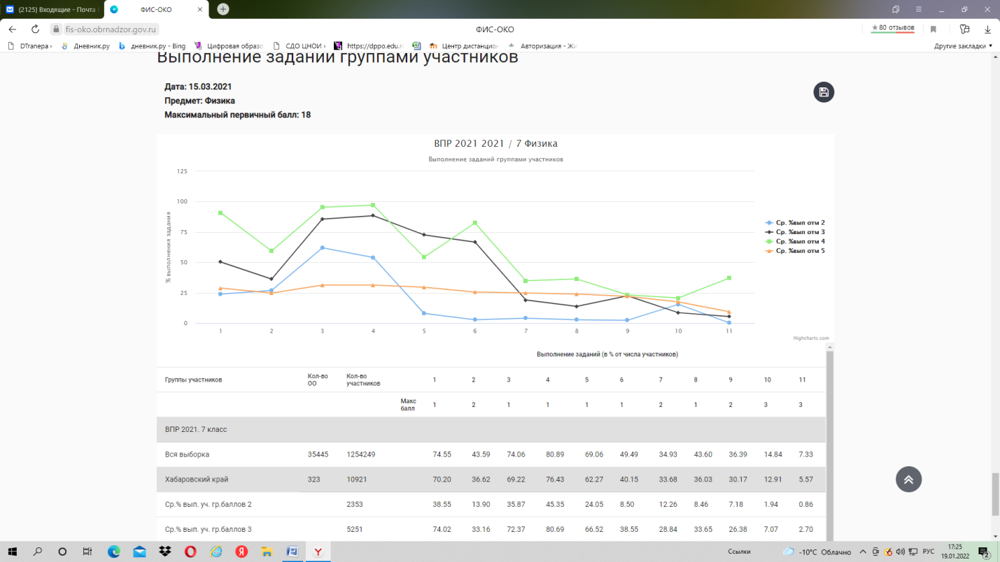 (2125) Входящие - Почта
ФИС-ОКО
fis-oko.obrnadzor.gov.ru
ФИС-ОКО
★ 80 отзывов
DTraпера ›
Дневник.ру
дневник.ру - Bing
Цифровая образо
СДО ЦНОИ ›
https://dppo.edu.r
Центр дистанцио
Авторизация - Жи
Другие закладки
Выполнение заданий группами участников
Дата: 15.03.2021
Предмет: Физика
Максимальный первичный балл: 18
ВПР 2021 2021 / 7 Физика
Выполнение заданий группами участников
% выполнения задания
125
100
75
50
25
0
1 2 3 4 5 6 7 8 9 10 11
Ср. %вып отм 2
Ср. %вып отм 3
Ср. %вып отм 4
Ср. %вып отм 5
Highcharts.com
Выполнение заданий (в % от числа участников)
Группы участников Кол-во ОО Кол-во участников 1 2 3 4 5 6 7 8 9 10 11
Макс балл 1 2 1 1 1 1 2 1 2 3 3
ВПР 2021. 7 класс
Вся выборка 35445 1254249 74.55 43.59 74.06 80.89 69.06 49.49 34.93 43.60 36.39 14.84 7.33
Хабаровский край 323 10921 70.20 36.62 69.22 76.43 62.27 40.15 33.68 36.03 30.17 12.91 5.57
Ср.% вып. уч. гр.баллов 2 2353 38.55 13.90 35.87 45.35 24.05 8.50 12.26 8.46 7.18 1.94 0.86
Ср.% вып. уч. гр.баллов 3 5251 74.02 33.16 72.37 80.69 66.52 38.55 28.84 33.65 26.38 7.07 2.70
Ссылки
-10°C Облачно
РУС
17:25
19.01.2022
2